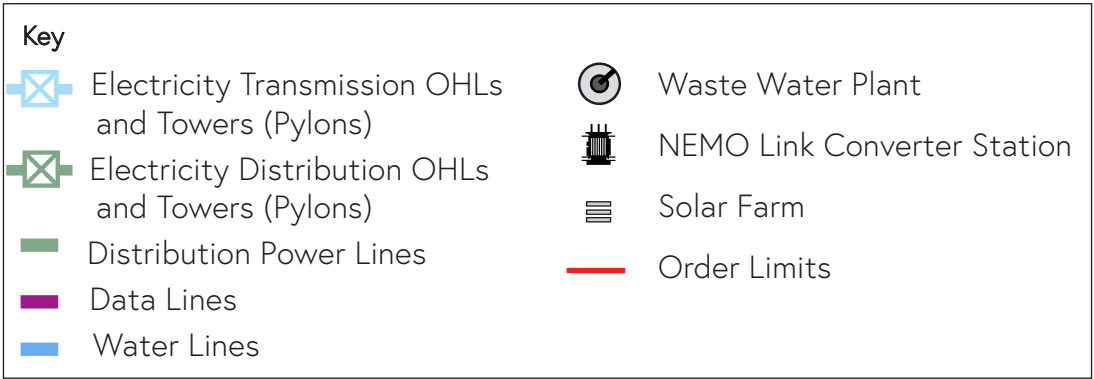 Key
Electricity Transmission OHLs
and Towers (Pylons)
Electricity Distribution OHLs
and Towers (Pylons)
Distribution Power Lines
Data Lines
Water Lines
Waste Water Plant
NEMO Link Converter Station
Solar Farm
Order Limits